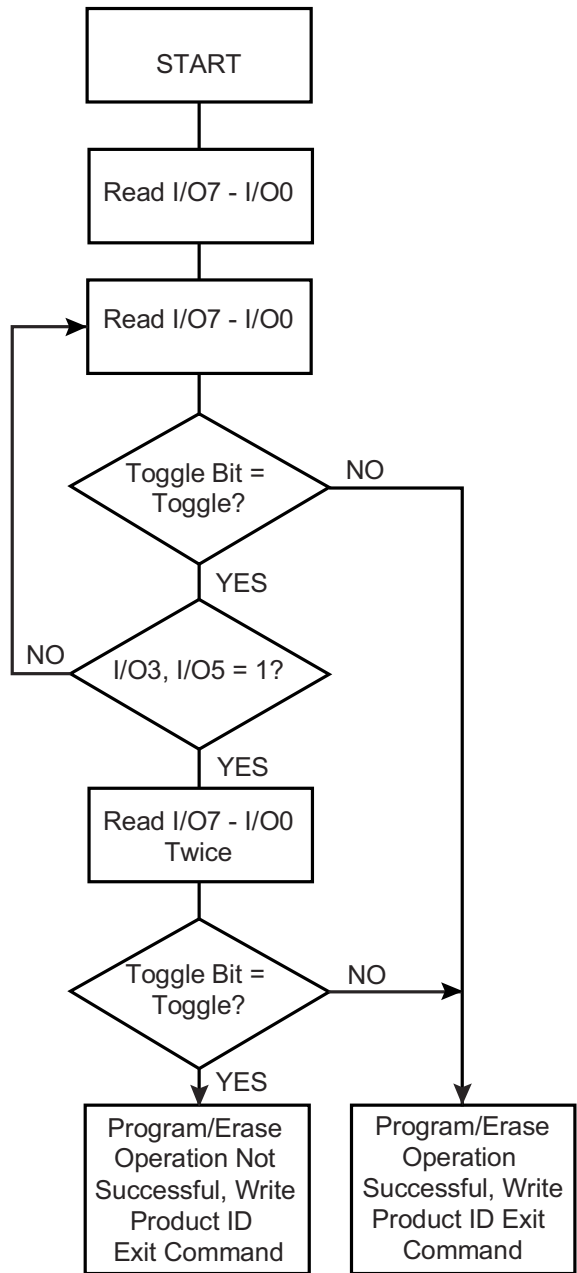 START
Read I/O7 - I/O0
Read I/O7 - I/O0
Toggle Bit =
Toggle?
NO
YES
NO
I/O3, I/O5 = 1?
YES
Read I/O7 - I/O0
Twice
Toggle Bit =
Toggle?
NO
YES
Program/Erase
Operation Not
Successful, Write
Product ID
Exit Command
Program/Erase
Operation
Successful, Write
Product ID Exit
Command